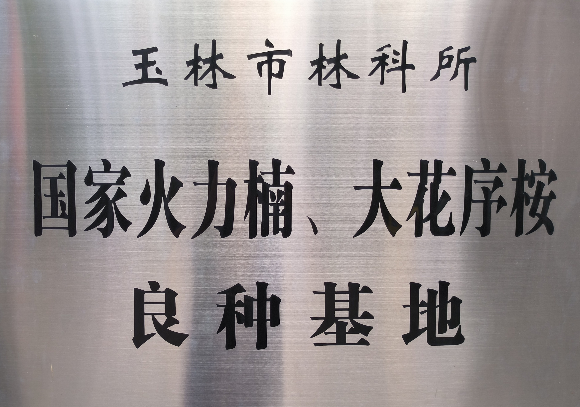 玉林市林科所
国家火力楠、大花序桉
良种基地